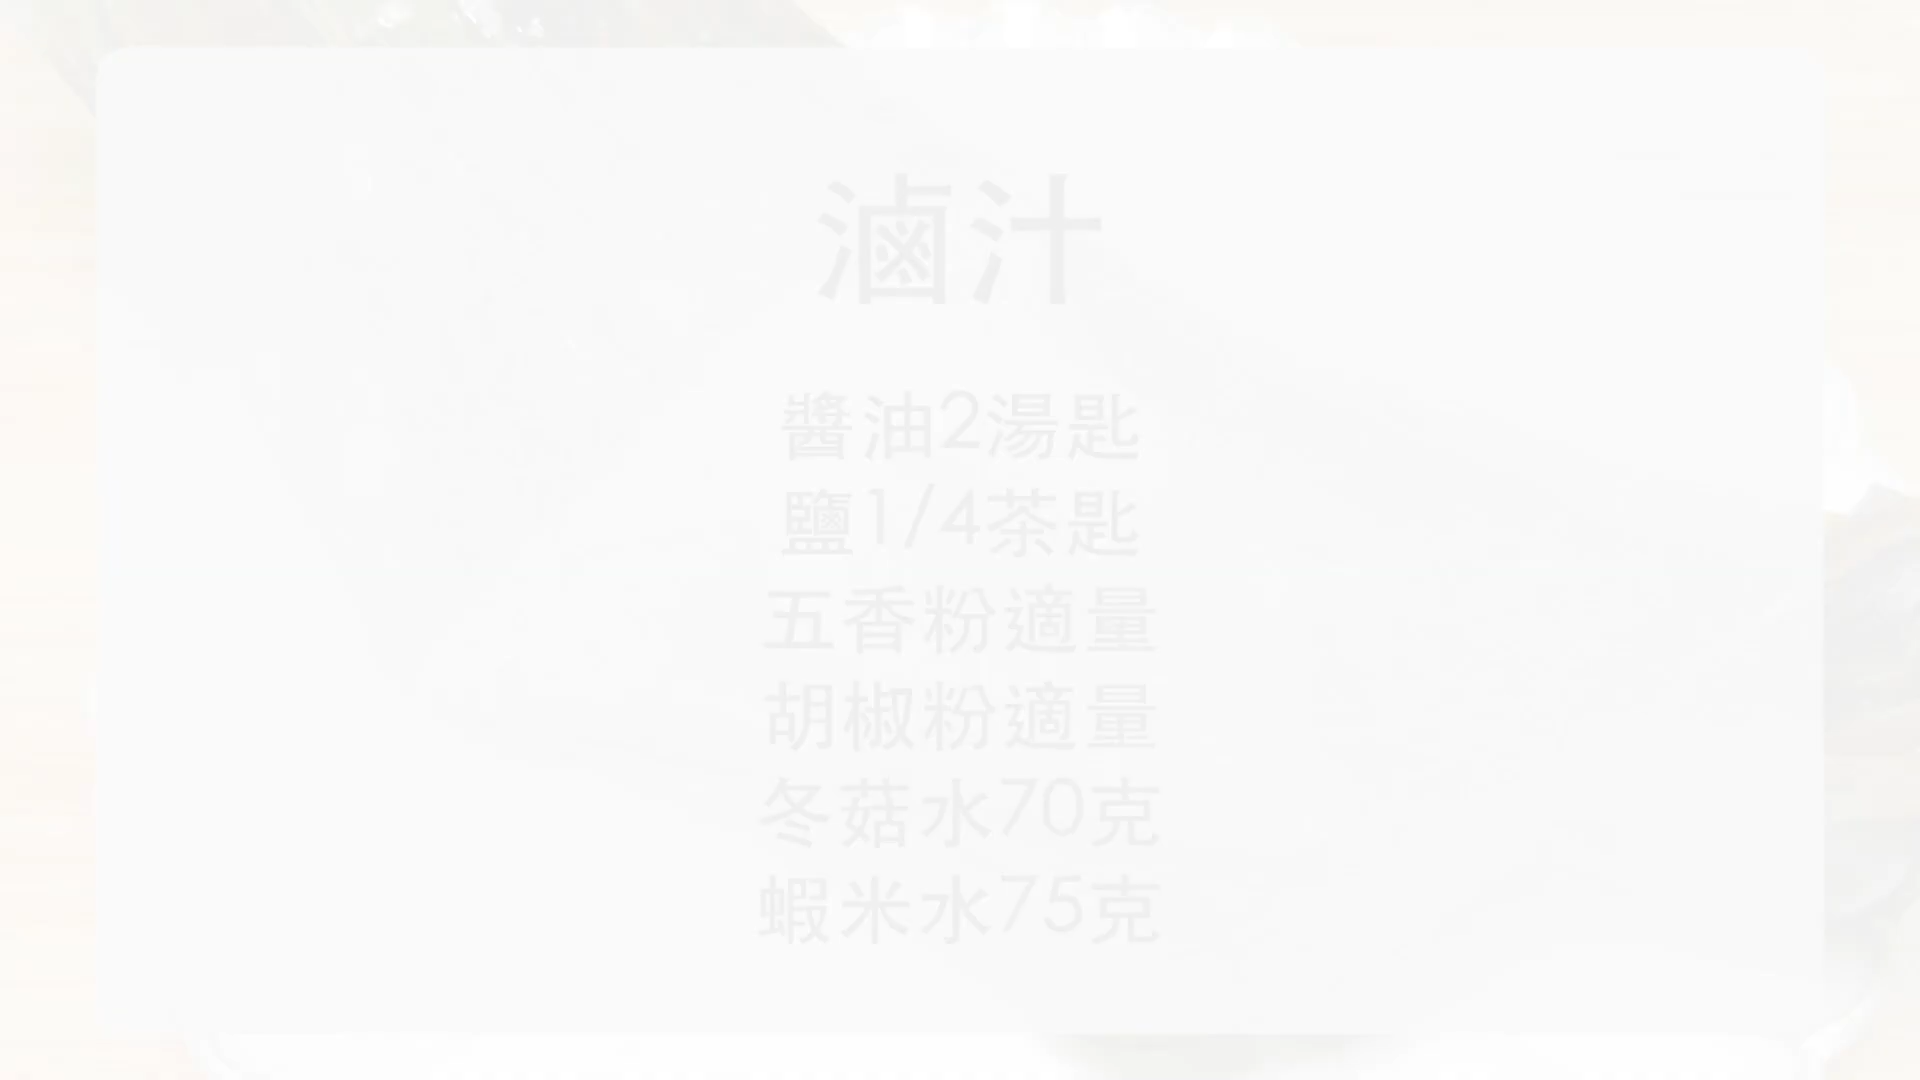 滷汁
醬油2湯匙
鹽1/4茶匙
五香粉適量
胡椒粉適量
冬菇水70克
蝦米水75克